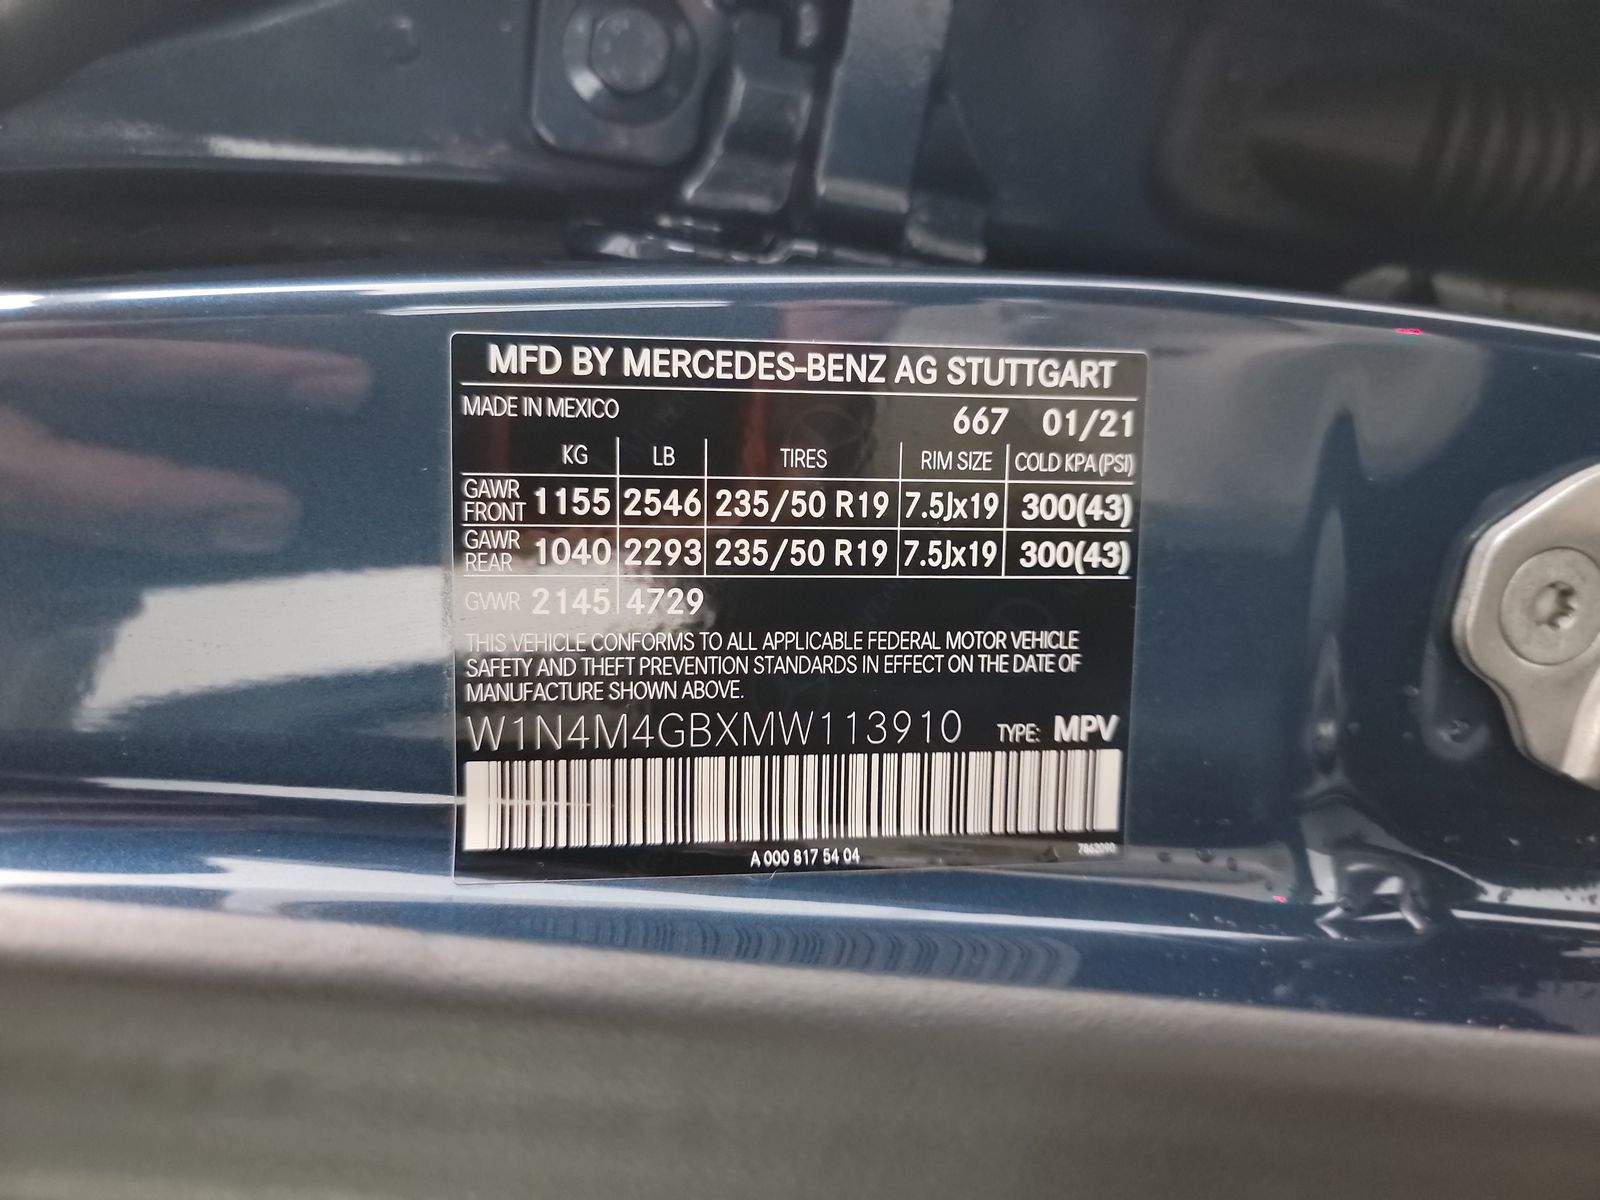 MFD BY MERCEDES-BENZ AG STUTTGART
MADE IN MEXICO
667 01/21
KG LB TIRES RIM SIZE COLD KPA (PSI)
GAWR FRONT 1155 2546 235/50 R19 7.5Jx19 300(43)
GAWR REAR 1040 2293 235/50 R19 7.5Jx19 300(43)
GVWR 2145 4729
THIS VEHICLE CONFORMS TO ALL APPLICABLE FEDERAL MOTOR VEHICLE
SAFETY AND THEFT PREVENTION STANDARDS IN EFFECT ON THE DATE OF
MANUFACTURE SHOWN ABOVE.
W1N4M4GBXMW113910 TYPE: MPV
A 000 817 54 04
7862090